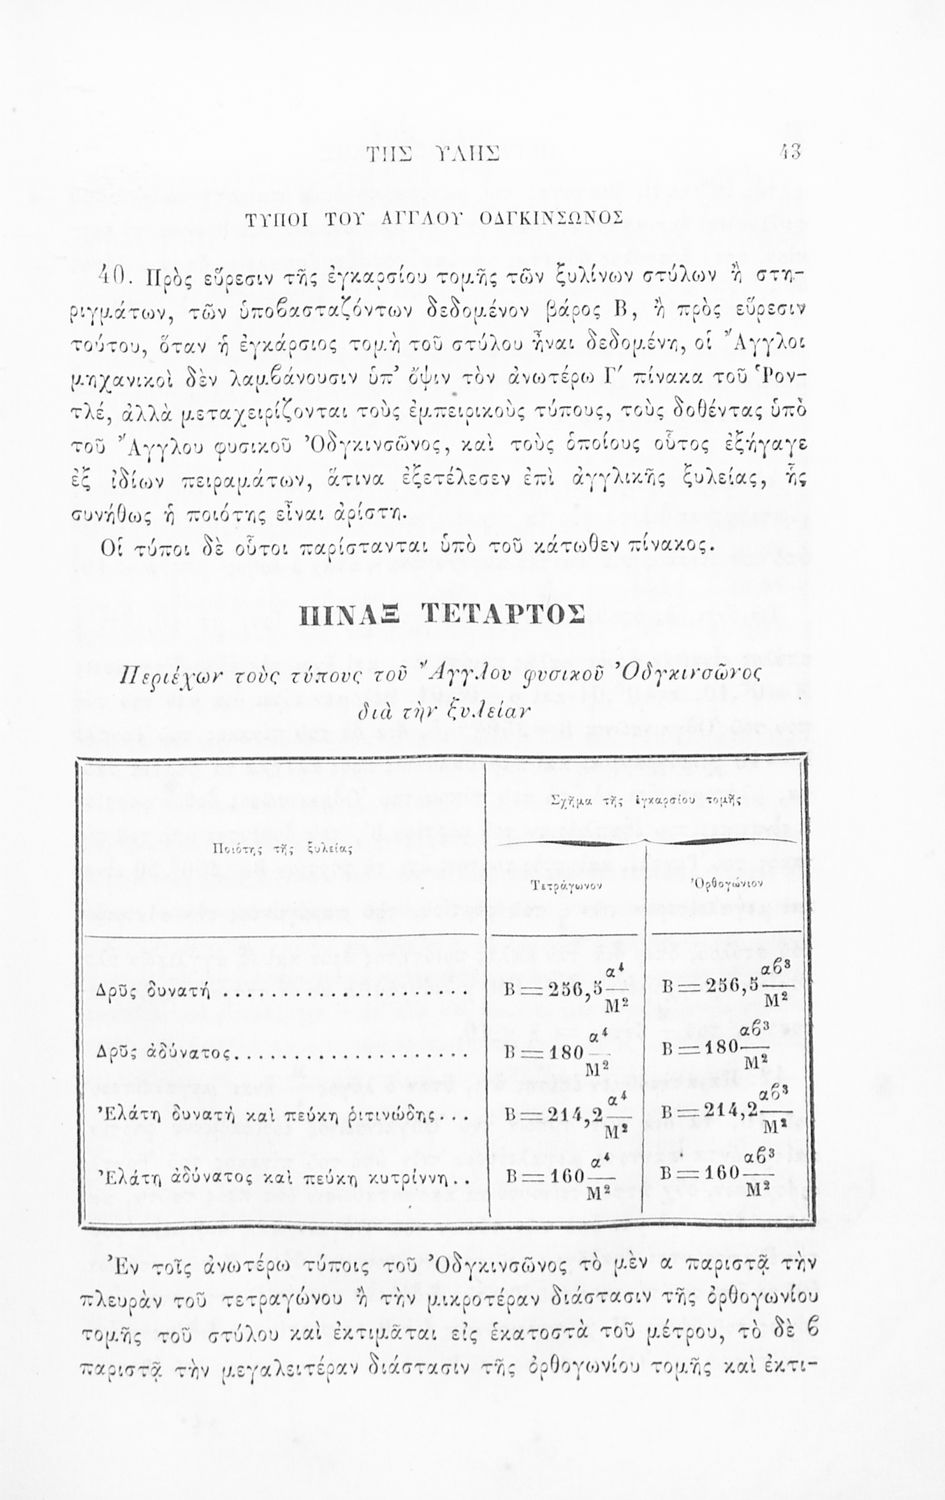 ΤΗΣ ΥΛΗΣ 43
ΤΥΠΟΙ ΤΟΥ ΑΓΓΛΟΥ ΟΔΓΚΙΝΣΩΝΟΣ
40. Πρὸς εὕρεσιν τῆς ἐγκαρσίου τομῆς τῶν ξυλίνων στύλων ἢ στη-
ριγμάτων, τῶν ὑποϐασταζόντων δεδομένον βάρος Β, ἢ πρὸς εὕρεσιν
τούτου, ὅταν ἡ ἐγκάρσιος τομὴ τοῦ στύλου ἦναι δεδομένη, οἱ Ἄγγλοι
μηχανικοὶ δὲν λαμϐάνουσιν ὑπ’ ὄψιν τὸν ἀνωτέρω Γ′ πίνακα τοῦ Ῥον-
τλέ, ἀλλὰ μεταχειρίζονται τοὺς ἐμπειρικοὺς τύπους, τοὺς δοθέντας ὑπὸ
τοῦ Ἄγγλου φυσικοῦ Ὀδγκινσῶνος, καὶ τοὺς ὁποίους οὗτος ἐξήγαγε
ἐξ ἰδίων πειραμάτων, ἅτινα ἐξετέλεσεν ἐπὶ ἀγγλικῆς ξυλείας, ἧς
συνήθως ἡ ποιότης εἶναι ἀρίστη.
Οἱ τύποι δὲ οὗτοι παρίστανται ὑπὸ τοῦ κάτωθεν πίνακος.
ΠΙΝΑΞ ΤΕΤΑΡΤΟΣ
Περιέχων τοὺς τύπους τοῦ Ἄγγλου φυσικοῦ Ὀδγκινσῶνος
διὰ τὴν ξυλείαν
Ποιότης τῆς ξυλείας
Σχῆμα τῆς ἐγκαρσίου τομῆς
Τετράγωνον Ὀρθογώνιον
Δρῦς δυνατή .................... Β = 256,5 α⁴/Μ² Β = 256,5 αϐ³/Μ²
Δρῦς ἀδύνατος.................... Β = 180 α⁴/Μ² Β = 180 αϐ³/Μ²
Ἐλάτη δυνατὴ καὶ πεύκη ῥιτινώδης... Β = 214,2 α⁴/Μ² Β = 214,2 αϐ³/Μ²
Ἐλάτη ἀδύνατος καὶ πεύκη κυτρίννη.. Β = 160 α⁴/Μ² Β = 160 αϐ³/Μ²
Ἐν τοῖς ἀνωτέρω τύποις τοῦ Ὀδγκινσῶνος τὸ μὲν α παριστᾷ τὴν
πλευρὰν τοῦ τετραγώνου ἢ τὴν μικροτέραν διάστασιν τῆς ὀρθογωνίου
τομῆς τοῦ στύλου καὶ ἐκτιμᾶται εἰς ἑκατοστὰ τοῦ μέτρου, τὸ δὲ ϐ
παριστᾷ τὴν μεγαλειτέραν διάστασιν τῆς ὀρθογωνίου τομῆς καὶ ἐκτι-